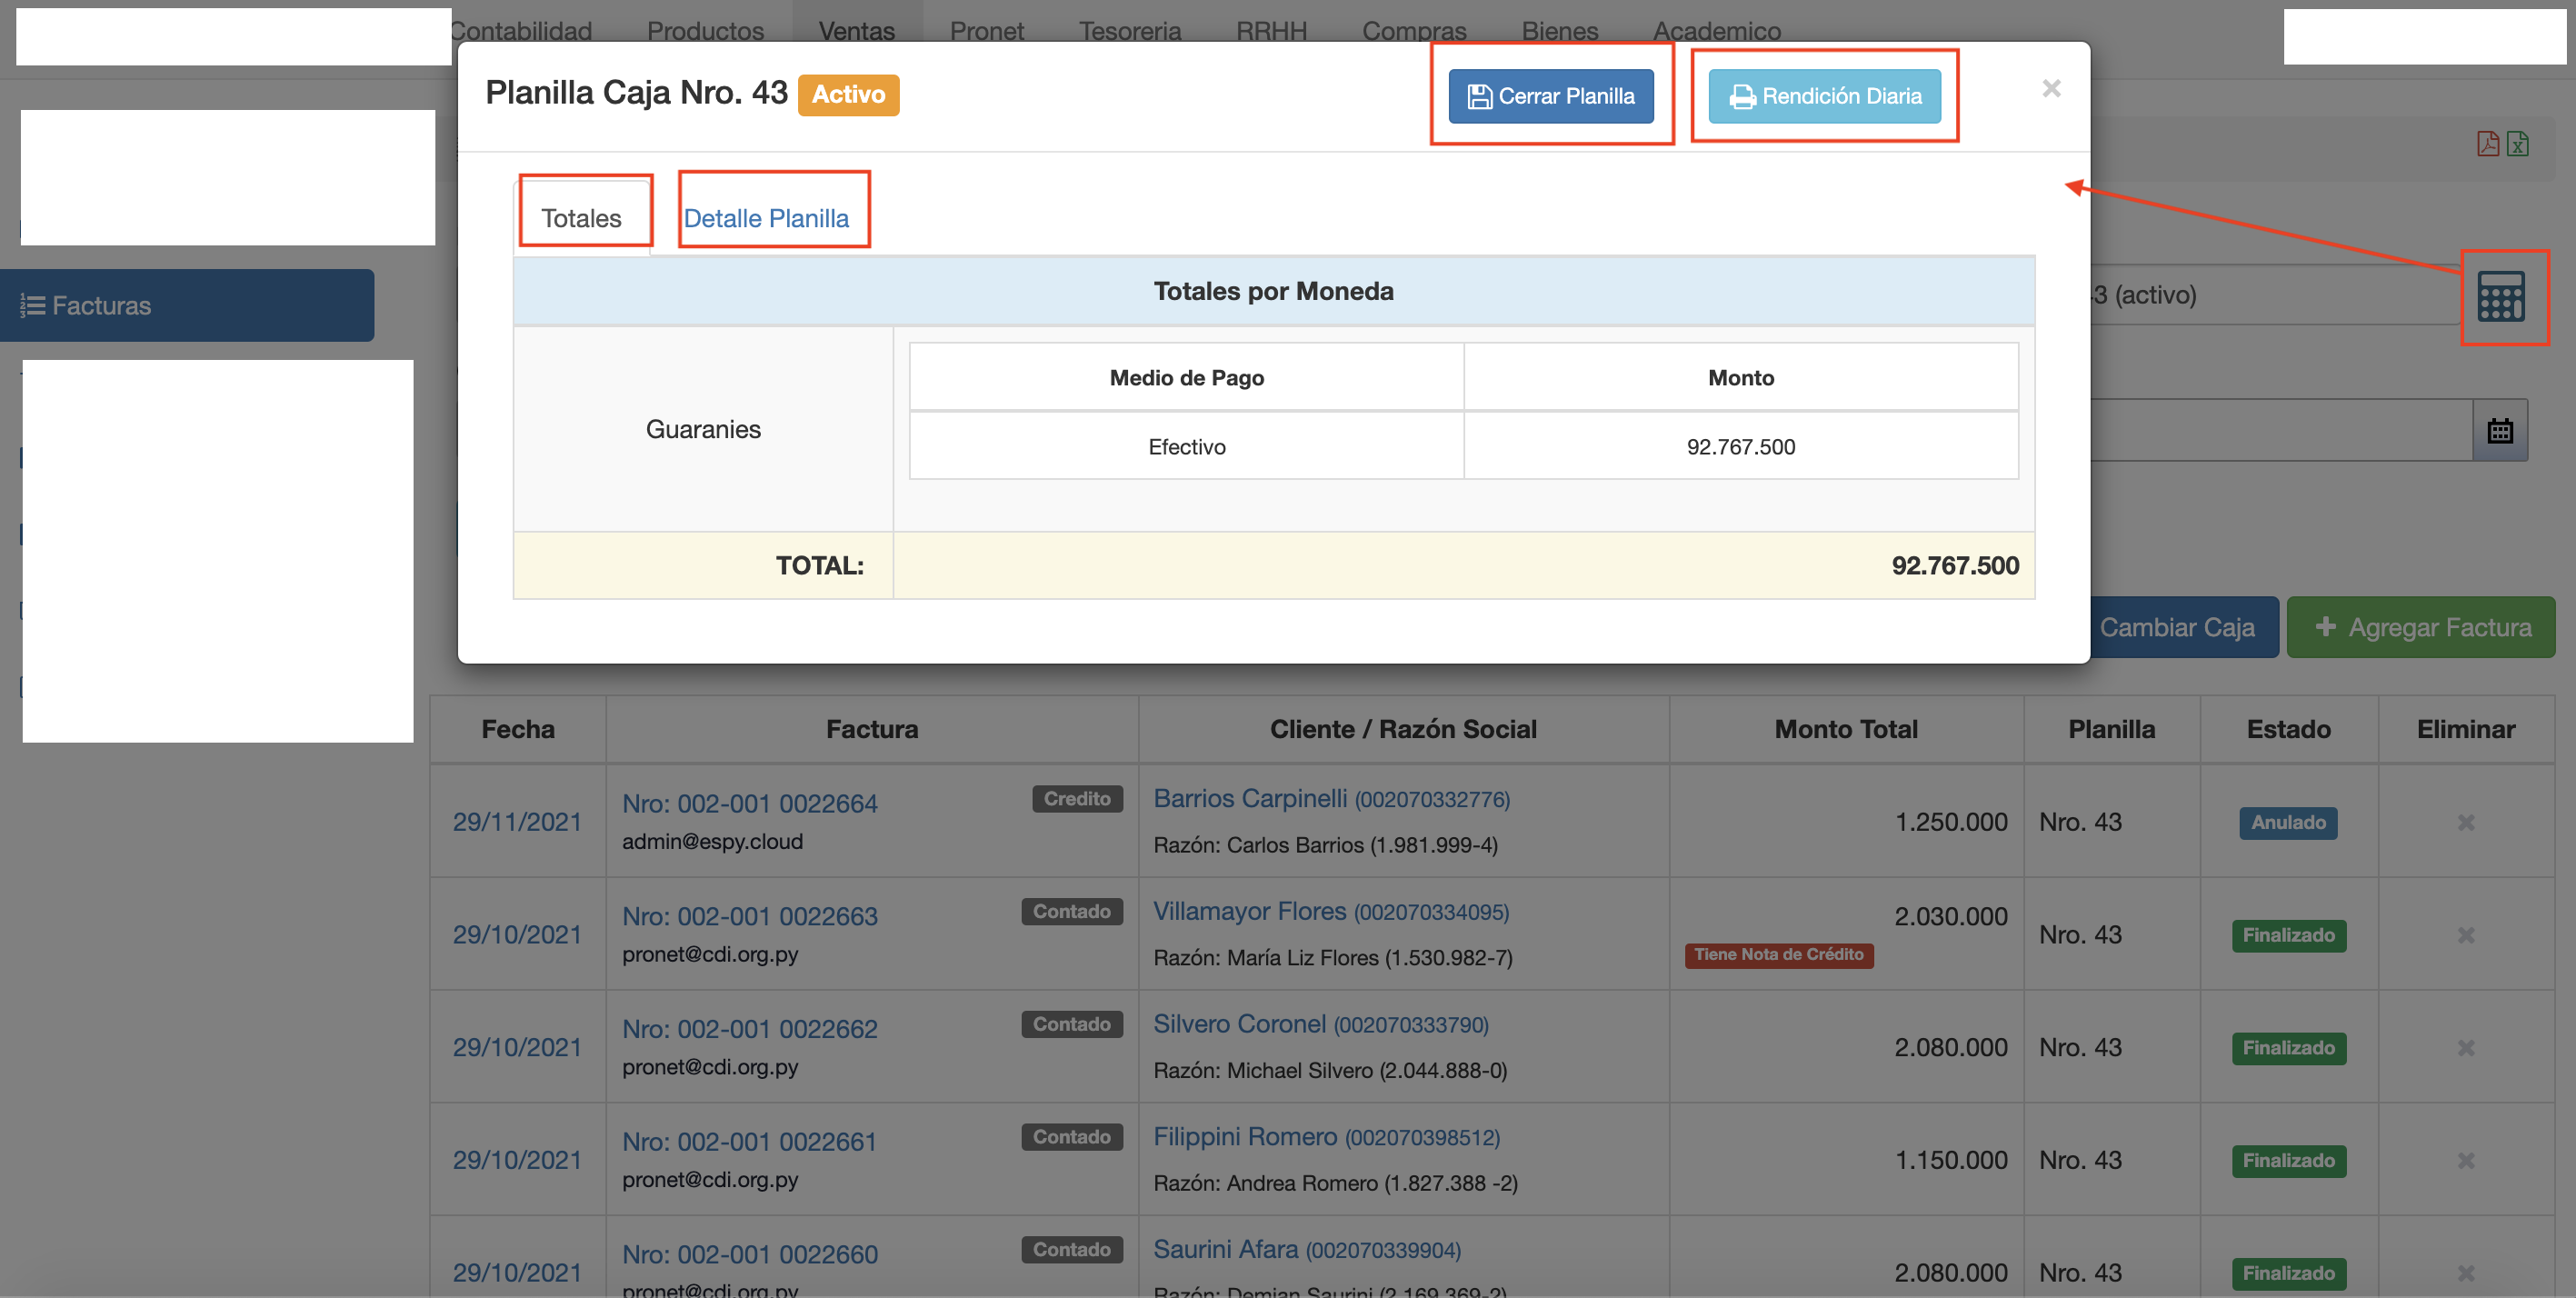 Contabilidad Productos Ventas Pronet Tesoreria RRHH Compras Bienes Academico
Planilla Caja Nro. 43 Activo Cerrar Planilla Rendición Diaria ×
Totales Detalle Planilla
Totales por Moneda
Facturas
3 (activo)
Medio de Pago Monto
Guaranies
Efectivo 92.767.500
TOTAL: 92.767.500
Cambiar Caja + Agregar Factura
Fecha Factura Cliente / Razón Social Monto Total Planilla Estado Eliminar
29/11/2021 Nro: 002-001 0022664 Credito Barrios Carpinelli (002070332776) 1.250.000 Nro. 43 Anulado
admin@espy.cloud Razón: Carlos Barrios (1.981.999-4)
29/10/2021 Nro: 002-001 0022663 Contado Villamayor Flores (002070334095) 2.030.000 Nro. 43 Finalizado
pronet@cdi.org.py Razón: María Liz Flores (1.530.982-7) Tiene Nota de Crédito
29/10/2021 Nro: 002-001 0022662 Contado Silvero Coronel (002070333790) 2.080.000 Nro. 43 Finalizado
pronet@cdi.org.py Razón: Michael Silvero (2.044.888-0)
29/10/2021 Nro: 002-001 0022661 Contado Filippini Romero (002070398512) 1.150.000 Nro. 43 Finalizado
pronet@cdi.org.py Razón: Andrea Romero (1.827.388 -2)
29/10/2021 Nro: 002-001 0022660 Contado Saurini Afara (002070339904) 2.080.000 Nro. 43 Finalizado
pronet@cdi.org.py Razón: Demian Saurini (2.169.369-2)